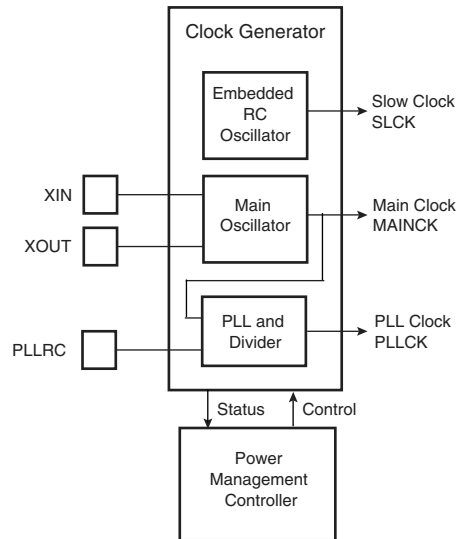 Clock Generator
Embedded
RC
Oscillator
Slow Clock
SLCK
XIN
Main
Oscillator
Main Clock
MAINCK
XOUT
PLL and
Divider
PLL Clock
PLLCK
PLLRC
Status
Control
Power
Management
Controller